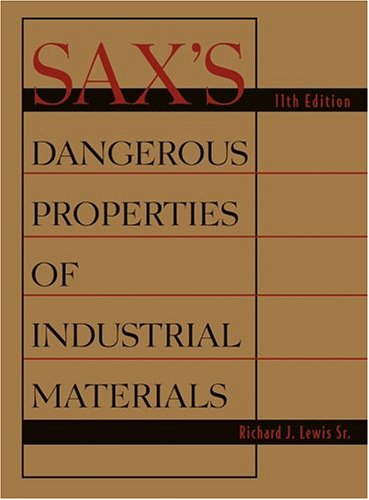 SAX'S
11th Edition
DANGEROUS
PROPERTIES
OF
INDUSTRIAL
MATERIALS
Richard J. Lewis Sr.